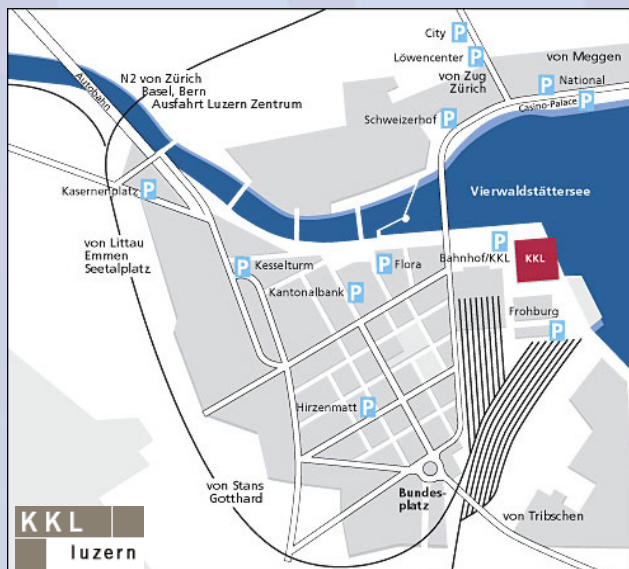 City P
Löwencenter P
von Meggen
von Zug
Zürich
P National
Casino-Palace P
N2 von Zürich
Basel, Bern
Ausfahrt Luzern Zentrum
Autobahn
Schweizerhof P
Kasernenplatz P
Vierwaldstättersee
von Littau
Emmen
Seetalplatz
P Kesselturm
P Flora
P
Bahnhof/KKL
KKL
Kantonalbank P
Frohburg
P
Hirzenmatt P
von Stans
Gotthard
Bundes-
platz
von Tribschen
KKL
luzern